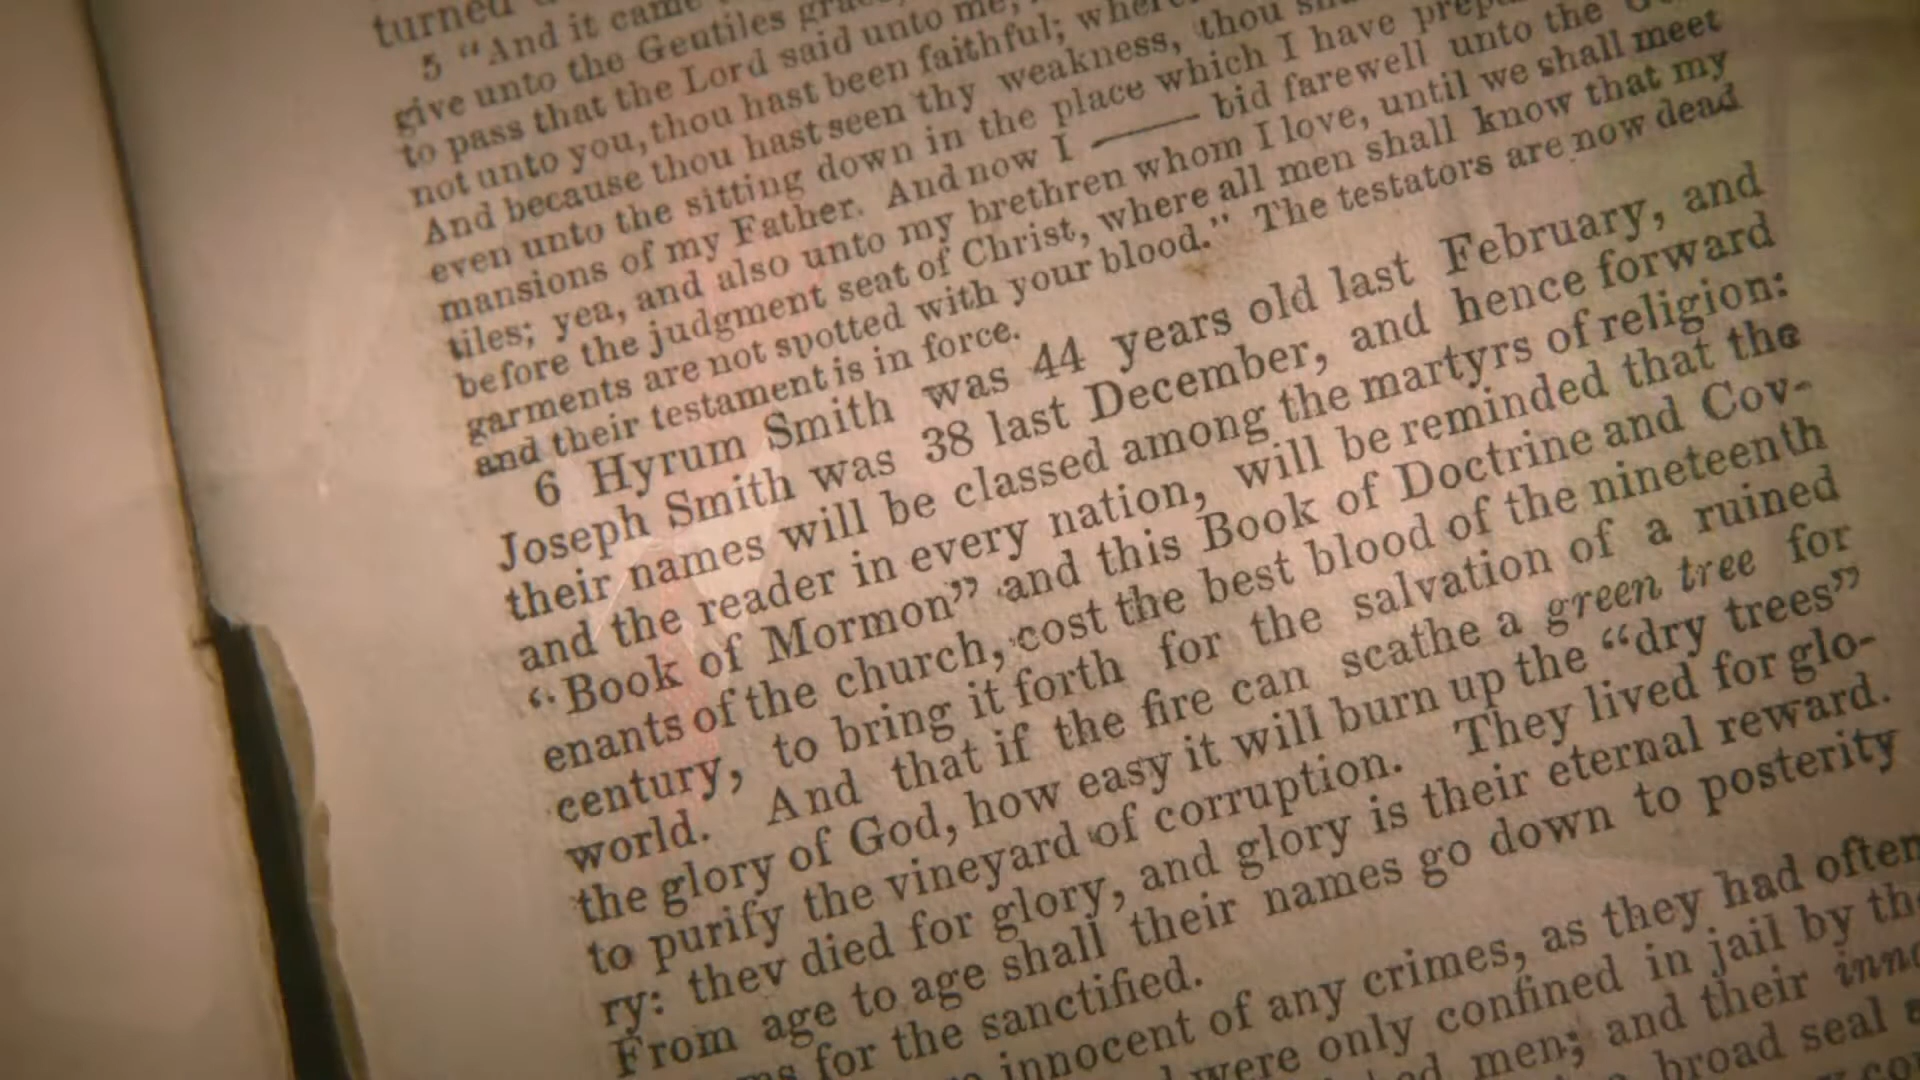 turned
5 "And it came
give unto the Gentiles
to pass that the Lord said unto me,
not unto you, thou hast been faithful;
And because thou hast seen thy weakness, thou
even unto the sitting down in the place which I have
mansions of my Father. And now I —— bid farewell unto the
tiles; yea, and also unto my brethren whom I love, until we shall meet
before the judgment seat of Christ, where all men shall know that my
garments are not spotted with your blood." The testators are now dead
and their testament is in force.
6 Hyrum Smith was 44 years old last February, and
Joseph Smith was 38 last December, and hence forward
their names will be classed among the martyrs of religion:
and the reader in every nation, will be reminded that the
"Book of Mormon" and this Book of Doctrine and Cov-
enants of the church, cost the best blood of the nineteenth
century, to bring it forth for the salvation of a ruined
world. And that if the fire can scathe a green tree for
the glory of God, how easy it will burn up the "dry trees"
to purify the vineyard of corruption. They lived for glo-
ry: they died for glory, and glory is their eternal reward.
From age to age shall their names go down to posterity
for the sanctified.
innocent of any crimes, as they had often
were only confined in jail by
men; and their
broad seal